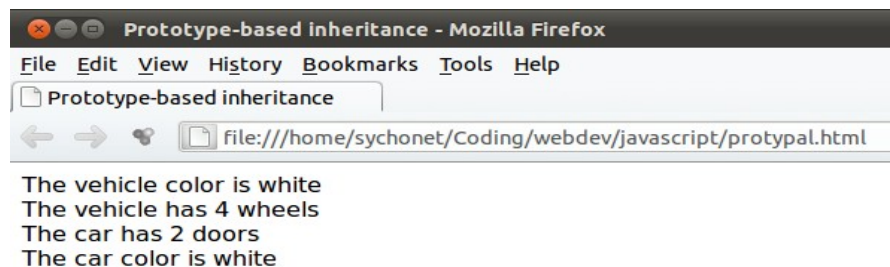 Prototype-based inheritance - Mozilla Firefox
File Edit View History Bookmarks Tools Help
Prototype-based inheritance
file:///home/sychonet/Coding/webdev/javascript/protypal.html
The vehicle color is white
The vehicle has 4 wheels
The car has 2 doors
The car color is white